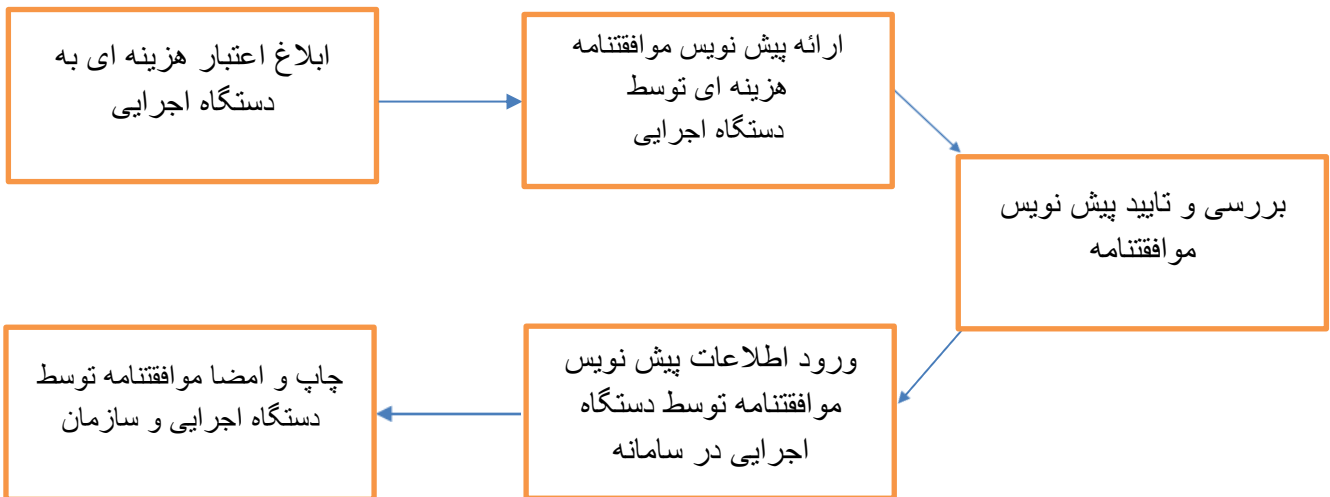 ابلاغ اعتبار هزینه ای به
دستگاه اجرایی
ارائه پیش نویس موافقتنامه
هزینه ای توسط
دستگاه اجرایی
بررسی و تایید پیش نویس
موافقتنامه
ورود اطلاعات پیش نویس
موافقتنامه توسط دستگاه
اجرایی در سامانه
چاپ و امضا موافقتنامه توسط
دستگاه اجرایی و سازمان